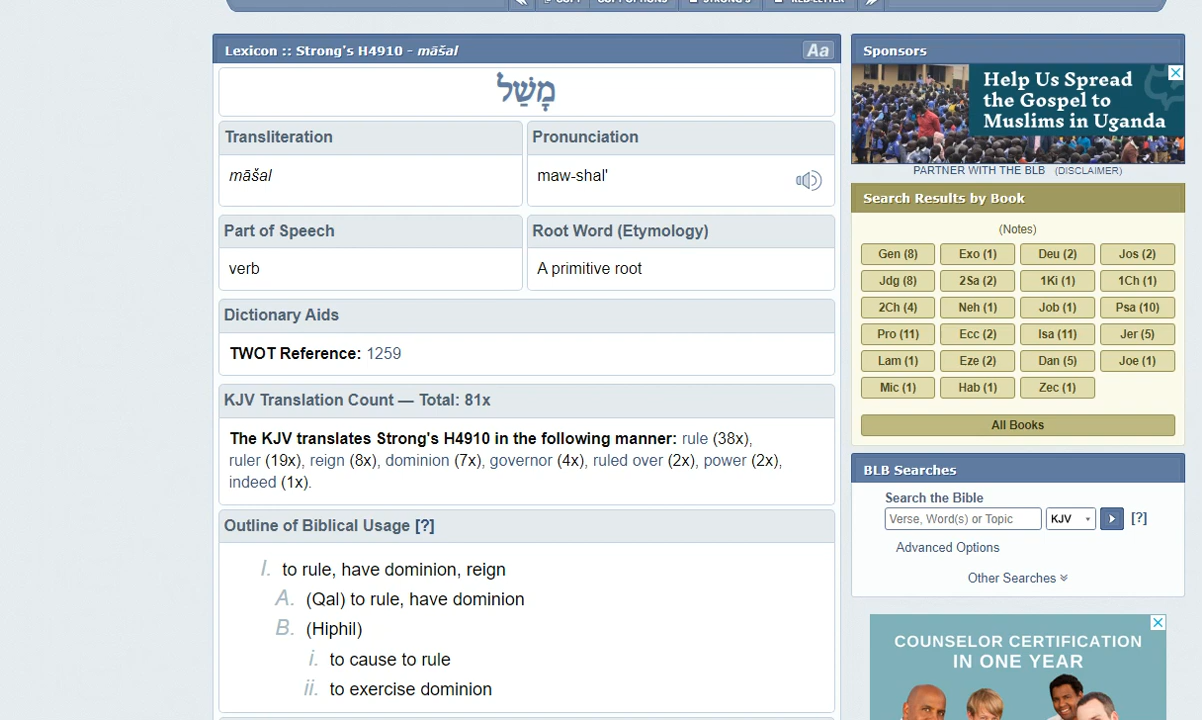 COPY COPY OPTIONS STRONG'S RED LETTER
Lexicon :: Strong's H4910 - māšal
Aa
מָשַׁל
Transliteration
māšal
Pronunciation
maw-shal'
Part of Speech
verb
Root Word (Etymology)
A primitive root
Dictionary Aids
TWOT Reference: 1259
KJV Translation Count — Total: 81x
The KJV translates Strong's H4910 in the following manner: rule (38x),
ruler (19x), reign (8x), dominion (7x), governor (4x), ruled over (2x), power (2x),
indeed (1x).
Outline of Biblical Usage [?]
I. to rule, have dominion, reign
A. (Qal) to rule, have dominion
B. (Hiphil)
i. to cause to rule
ii. to exercise dominion
Sponsors
Help Us Spread
the Gospel to
Muslims in Uganda
PARTNER WITH THE BLB (DISCLAIMER)
Search Results by Book
(Notes)
Gen (8) Exo (1) Deu (2) Jos (2)
Jdg (8) 2Sa (2) 1Ki (1) 1Ch (1)
2Ch (4) Neh (1) Job (1) Psa (10)
Pro (11) Ecc (2) Isa (11) Jer (5)
Lam (1) Eze (2) Dan (5) Joe (1)
Mic (1) Hab (1) Zec (1)
All Books
BLB Searches
Search the Bible
Verse, Word(s) or Topic KJV [?]
Advanced Options
Other Searches
COUNSELOR CERTIFICATION
IN ONE YEAR